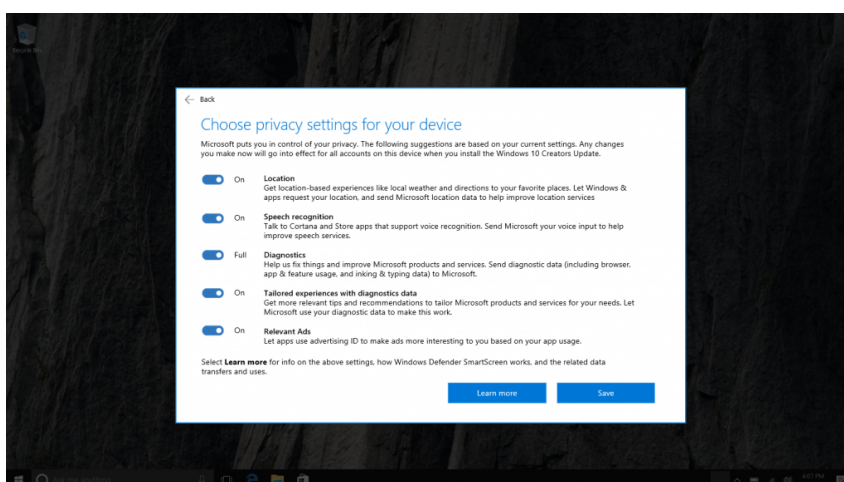 Recycle Bin
Back
Choose privacy settings for your device
Microsoft puts you in control of your privacy. The following suggestions are based on your current settings. Any changes
you make now will go into effect for all accounts on this device when you install the Windows 10 Creators Update.
On Location
Get location-based experiences like local weather and directions to your favorite places. Let Windows &
apps request your location, and send Microsoft location data to help improve location services
On Speech recognition
Talk to Cortana and Store apps that support voice recognition. Send Microsoft your voice input to help
improve speech services.
Full Diagnostics
Help us fix things and improve Microsoft products and services. Send diagnostic data (including browser,
app & feature usage, and inking & typing data) to Microsoft.
On Tailored experiences with diagnostics data
Get more relevant tips and recommendations to tailor Microsoft products and services for your needs. Let
Microsoft use your diagnostic data to make this work.
On Relevant Ads
Let apps use advertising ID to make ads more interesting to you based on your app usage.
Select Learn more for info on the above settings, how Windows Defender SmartScreen works, and the related data
transfers and uses.
Learn more Save
4:07 PM